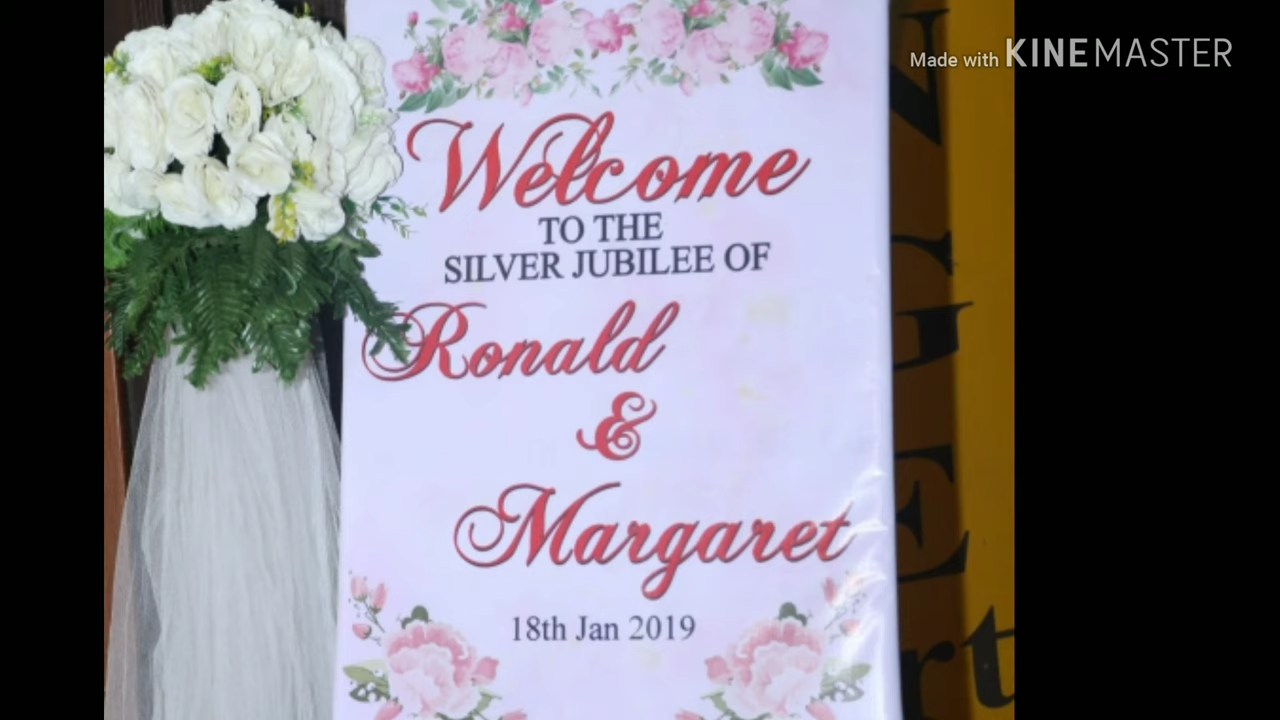 Made with KINEMASTER
Welcome
TO THE
SILVER JUBILEE OF
Ronald
&
Margaret
18th Jan 2019